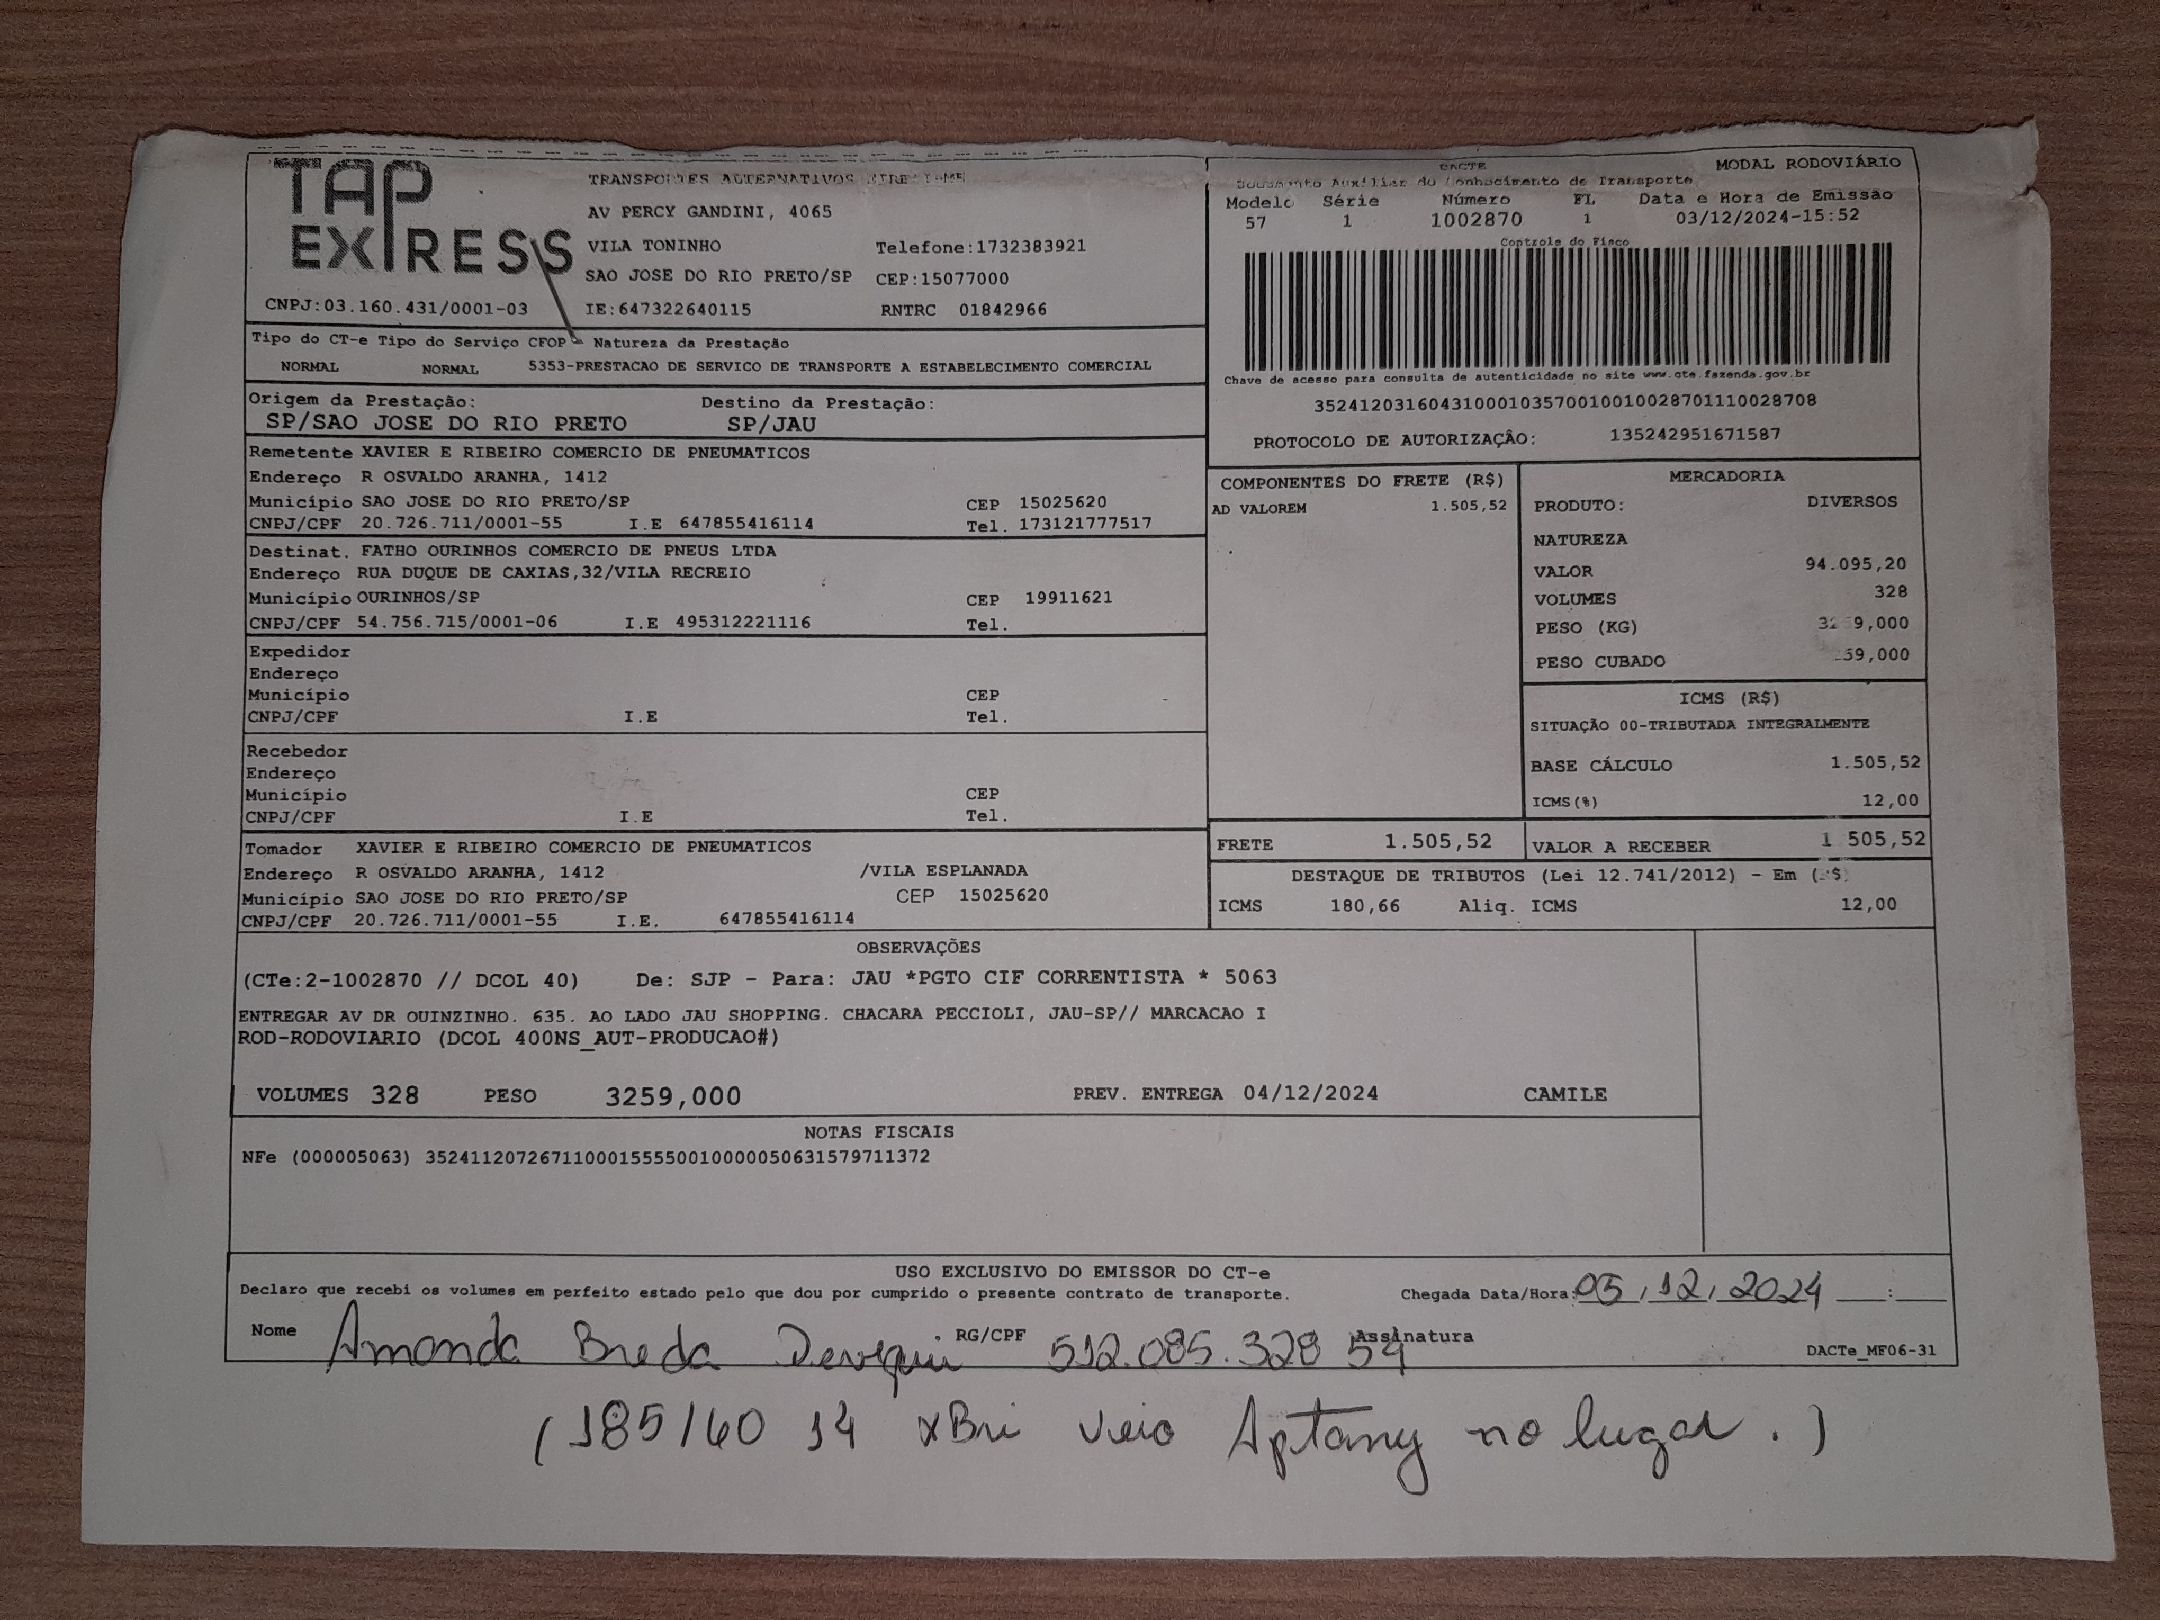 TAP
EXPRESS
TRANSPORTES ALTERNATIVOS
AV PERCY GANDINI, 4065
VILA TONINHO Telefone:1732383921
SAO JOSE DO RIO PRETO/SP CEP:15077000
CNPJ:03.160.431/0001-03 IE:647322640115 RNTRC 01842966
DACTE MODAL RODOVIÁRIO
Documento Auxiliar do Conhecimento de Transporte
Modelo Série Número FL Data e Hora de Emissão
57 1 1002870 1 03/12/2024-15:52
Controle do Fisco
Chave de acesso para consulta de autenticidade no site www.cte.fazenda.gov.br
35241203160431000103570010010028701110028708
PROTOCOLO DE AUTORIZAÇÃO: 135242951671587
Tipo do CT-e Tipo do Serviço CFOP - Natureza da Prestação
NORMAL NORMAL 5353-PRESTACAO DE SERVICO DE TRANSPORTE A ESTABELECIMENTO COMERCIAL
Origem da Prestação: Destino da Prestação:
SP/SAO JOSE DO RIO PRETO SP/JAU
Remetente XAVIER E RIBEIRO COMERCIO DE PNEUMATICOS
Endereço R OSVALDO ARANHA, 1412
Município SAO JOSE DO RIO PRETO/SP CEP 15025620
CNPJ/CPF 20.726.711/0001-55 I.E 647855416114 Tel. 173121777517
Destinat. FATHO OURINHOS COMERCIO DE PNEUS LTDA
Endereço RUA DUQUE DE CAXIAS,32/VILA RECREIO
Município OURINHOS/SP CEP 19911621
CNPJ/CPF 54.756.715/0001-06 I.E 495312221116 Tel.
Expedidor
Endereço
Município CEP
CNPJ/CPF I.E Tel.
Recebedor
Endereço
Município CEP
CNPJ/CPF I.E Tel.
Tomador XAVIER E RIBEIRO COMERCIO DE PNEUMATICOS
Endereço R OSVALDO ARANHA, 1412 /VILA ESPLANADA
Município SAO JOSE DO RIO PRETO/SP CEP 15025620
CNPJ/CPF 20.726.711/0001-55 I.E. 647855416114
COMPONENTES DO FRETE (R$)
AD VALOREM 1.505,52
MERCADORIA
PRODUTO: DIVERSOS
NATUREZA
VALOR 94.095,20
VOLUMES 328
PESO (KG)
PESO CUBADO
ICMS (R$)
SITUAÇÃO 00-TRIBUTADA INTEGRALMENTE
BASE CÁLCULO 1.505,52
ICMS(%) 12,00
FRETE 1.505,52 VALOR A RECEBER 1 505,52
DESTAQUE DE TRIBUTOS (Lei 12.741/2012) - Em (R$)
ICMS 180,66 Aliq. ICMS 12,00
OBSERVAÇÕES
(CTe:2-1002870 // DCOL 40) De: SJP - Para: JAU *PGTO CIF CORRENTISTA * 5063
ENTREGAR AV DR QUINZINHO. 635. AO LADO JAU SHOPPING. CHACARA PECCIOLI, JAU-SP// MARCACAO I
ROD-RODOVIARIO (DCOL 400NS_AUT-PRODUCAO#)
VOLUMES 328 PESO 3259,000 PREV. ENTREGA 04/12/2024 CAMILE
NOTAS FISCAIS
NFe (000005063) 35241120726711000155550010000050631579711372
USO EXCLUSIVO DO EMISSOR DO CT-e
Declaro que recebi os volumes em perfeito estado pelo que dou por cumprido o presente contrato de transporte. Chegada Data/Hora: 05/12/2024 :
Nome Amanda Breda RG/CPF 512.085.328 54 Assinatura
DACTe_MF06-31
(185/60 14 xBri veio Aptany no lugar.)